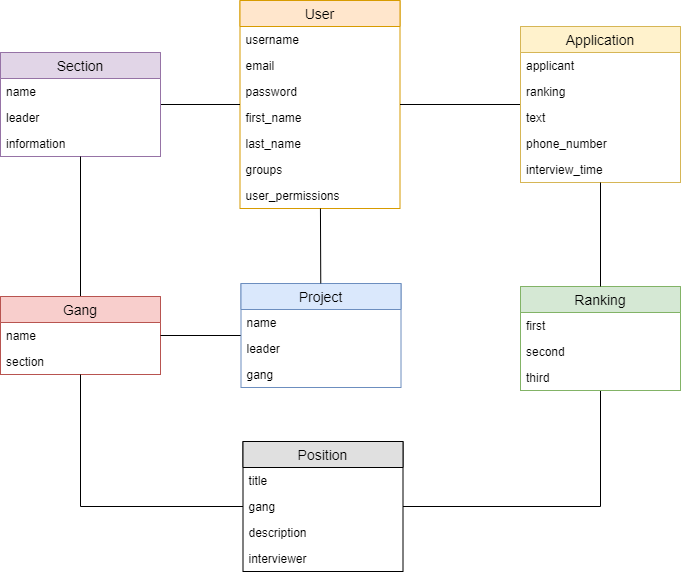 User
username
email
password
first_name
last_name
groups
user_permissions
Section
name
leader
information
Application
applicant
ranking
text
phone_number
interview_time
Gang
name
section
Project
name
leader
gang
Ranking
first
second
third
Position
title
gang
description
interviewer